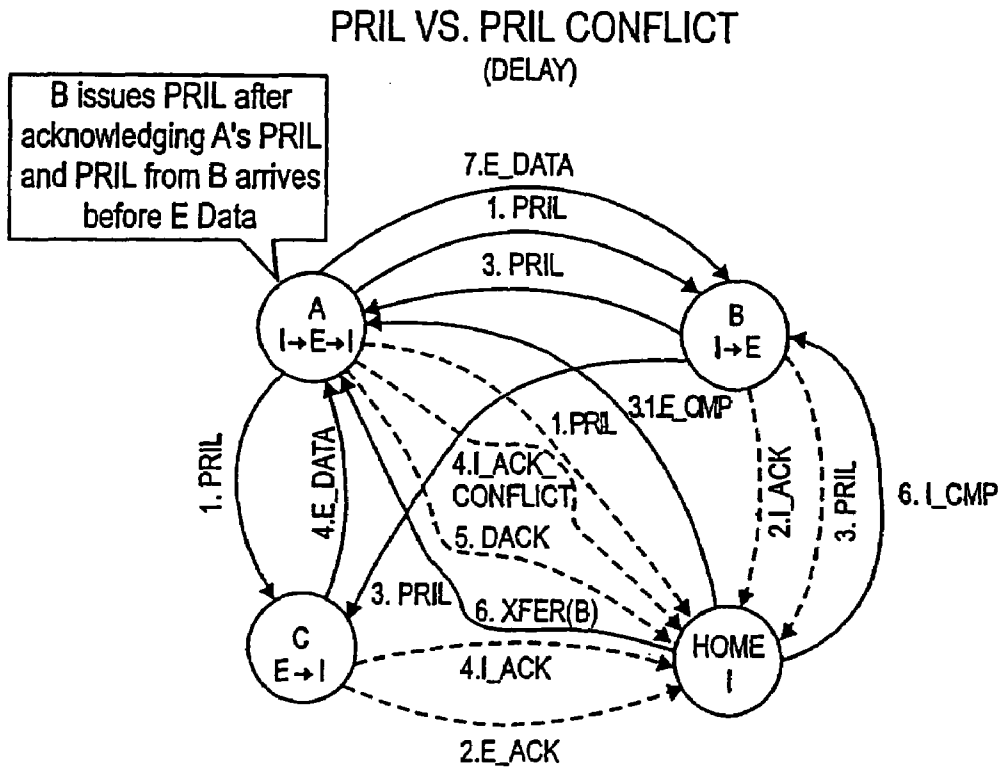 PRIL VS. PRIL CONFLICT
(DELAY)
B issues PRIL after
acknowledging A's PRIL
and PRIL from B arrives
before E Data
7.E_DATA
1. PRIL
3. PRIL
A
I→E→I
B
I→E
3.1.E_CMP
1.PRIL
4.I_ACK_
CONFLICT
1. PRIL
4.E_DATA
2.I_ACK
3. PRIL
6. I_CMP
5. DACK
3. PRIL
6. XFER(B)
C
E→I
HOME
I
4.I_ACK
2.E_ACK